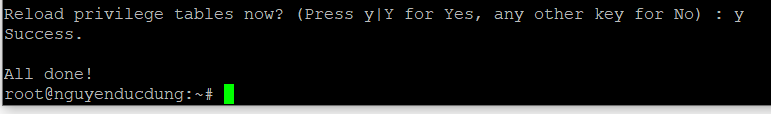 Reload privilege tables now? (Press y|Y for Yes, any other key for No) : y
Success.
All done!
root@nguyenducdung:~#